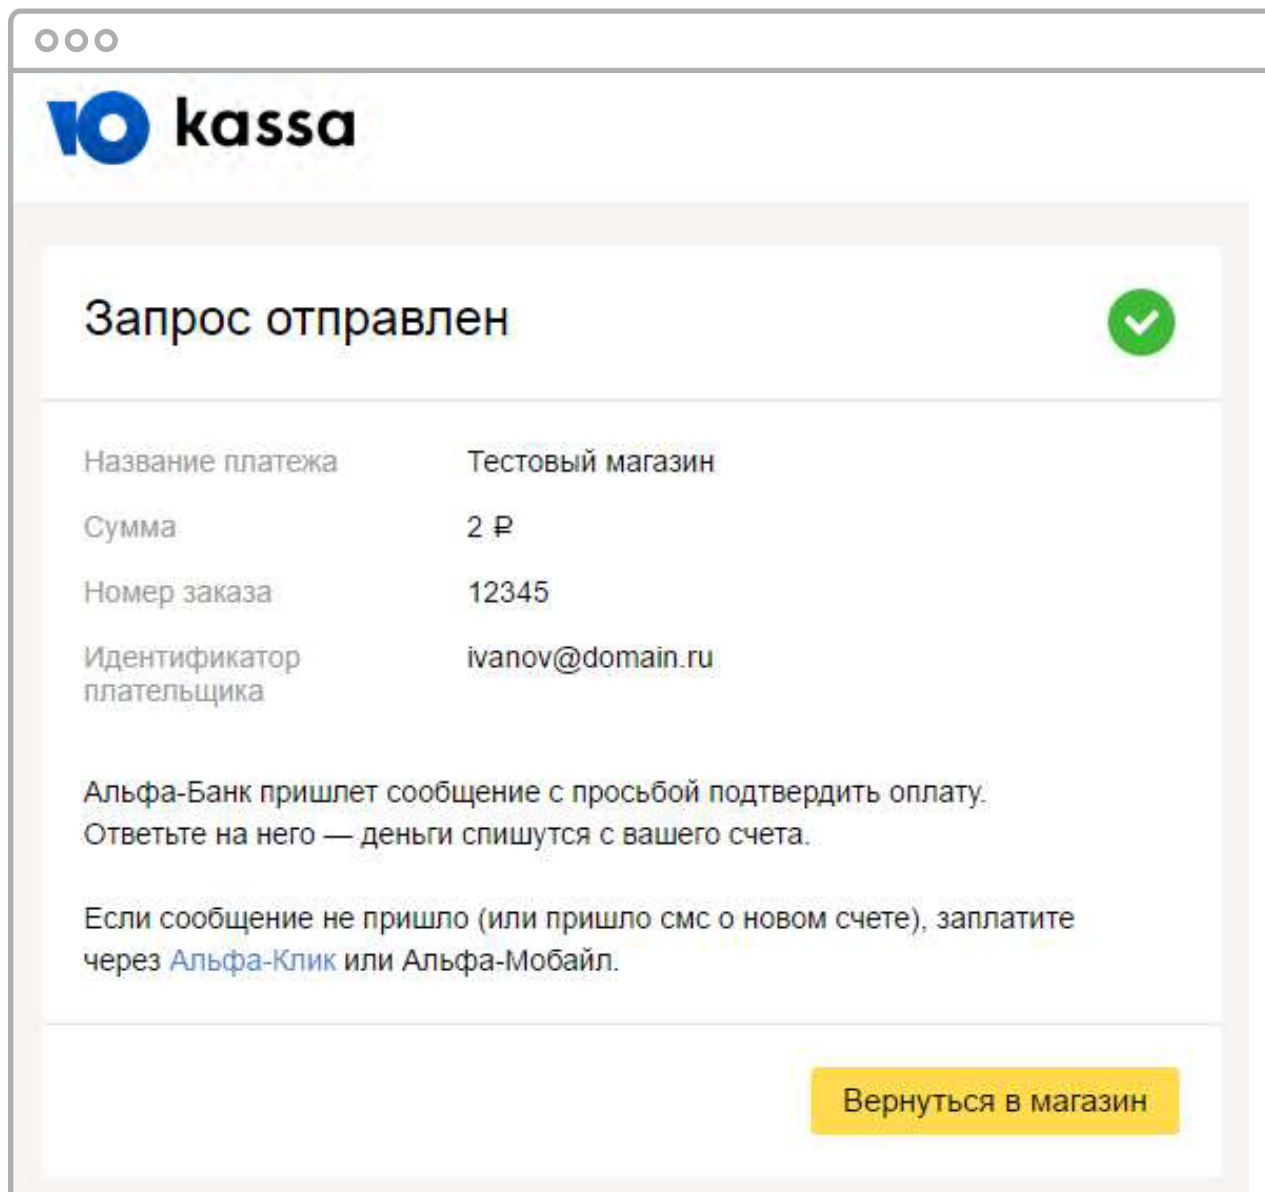 Ю kassa
Запрос отправлен
Название платежа Тестовый магазин
Сумма 2 ₽
Номер заказа 12345
Идентификатор ivanov@domain.ru
плательщика
Альфа-Банк пришлет сообщение с просьбой подтвердить оплату.
Ответьте на него — деньги спишутся с вашего счета.
Если сообщение не пришло (или пришло смс о новом счете), заплатите
через Альфа-Клик или Альфа-Мобайл.
Вернуться в магазин